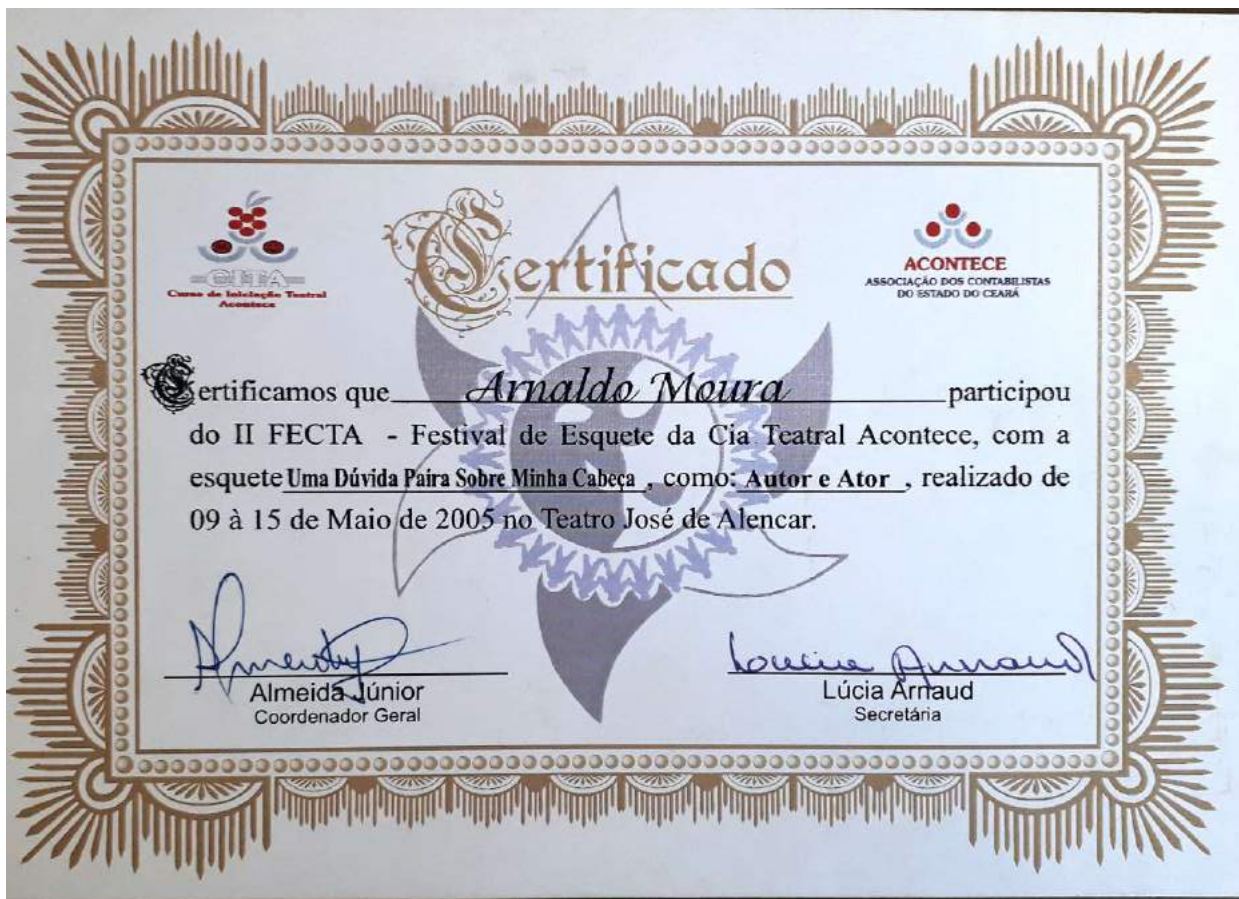 CITA
Curso de Iniciação Teatral
Acontece
Certificado
ACONTECE
ASSOCIAÇÃO DOS CONTABILISTAS
DO ESTADO DO CEARÁ
Certificamos que Arnaldo Moura participou
do II FECTA - Festival de Esquete da Cia Teatral Acontece, com a
esquete Uma Dúvida Paira Sobre Minha Cabeça , como: Autor e Ator , realizado de
09 à 15 de Maio de 2005 no Teatro José de Alencar.
Almeida Júnior
Coordenador Geral
Lúcia Arnaud
Secretária